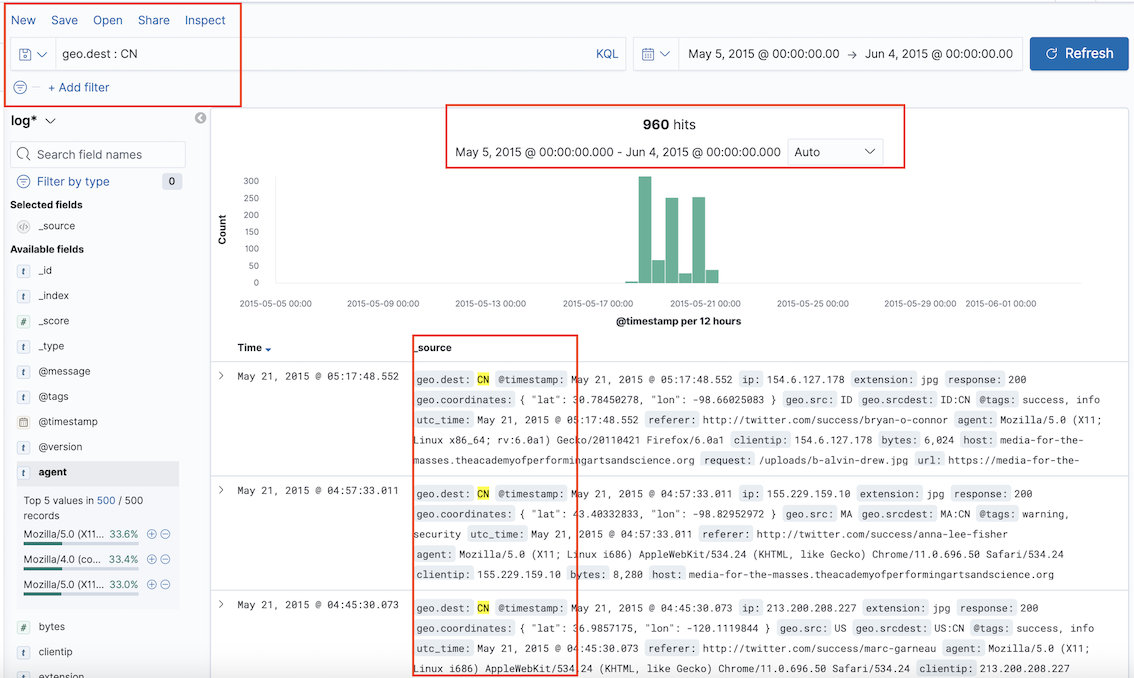 New Save Open Share Inspect
geo.dest : CN KQL May 5, 2015 @ 00:00:00.00 → Jun 4, 2015 @ 00:00:00.00 Refresh
+ Add filter
log*
Search field names
Filter by type 0
Selected fields
_source
Available fields
t _id
t _index
# _score
t _type
t @message
t @tags
@timestamp
t @version
t agent
Top 5 values in 500 / 500
records
Mozilla/5.0 (X11... 33.6%
Mozilla/4.0 (co... 33.4%
Mozilla/5.0 (X11... 33.0%
# bytes
t clientip
t extension
960 hits
May 5, 2015 @ 00:00:00.000 - Jun 4, 2015 @ 00:00:00.000 Auto
Count
300
250
200
150
100
50
0
2015-05-05 00:00 2015-05-09 00:00 2015-05-13 00:00 2015-05-17 00:00 2015-05-21 00:00 2015-05-25 00:00 2015-05-29 00:00 2015-06-01 00:00
@timestamp per 12 hours
Time _source
May 21, 2015 @ 05:17:48.552 geo.dest: CN @timestamp: May 21, 2015 @ 05:17:48.552 ip: 154.6.127.178 extension: jpg response: 200
geo.coordinates: { "lat": 30.78450278, "lon": -98.66025083 } geo.src: ID geo.srcdest: ID:CN @tags: success, info
utc_time: May 21, 2015 @ 05:17:48.552 referer: http://twitter.com/success/bryan-o-connor agent: Mozilla/5.0 (X11;
Linux x86_64; rv:6.0a1) Gecko/20110421 Firefox/6.0a1 clientip: 154.6.127.178 bytes: 6,024 host: media-for-the-
masses.theacademyofperformingartsandscience.org request: /uploads/b-alvin-drew.jpg url: https://media-for-the-
May 21, 2015 @ 04:57:33.011 geo.dest: CN @timestamp: May 21, 2015 @ 04:57:33.011 ip: 155.229.159.10 extension: jpg response: 200
geo.coordinates: { "lat": 43.40332833, "lon": -98.82952972 } geo.src: MA geo.srcdest: MA:CN @tags: warning,
security utc_time: May 21, 2015 @ 04:57:33.011 referer: http://twitter.com/success/anna-lee-fisher
agent: Mozilla/5.0 (X11; Linux i686) AppleWebKit/534.24 (KHTML, like Gecko) Chrome/11.0.696.50 Safari/534.24
clientip: 155.229.159.10 bytes: 8,280 host: media-for-the-masses.theacademyofperformingartsandscience.org
May 21, 2015 @ 04:45:30.073 geo.dest: CN @timestamp: May 21, 2015 @ 04:45:30.073 ip: 213.200.208.227 extension: jpg response: 200
geo.coordinates: { "lat": 36.9857175, "lon": -120.1119844 } geo.src: US geo.srcdest: US:CN @tags: success, info
utc_time: May 21, 2015 @ 04:45:30.073 referer: http://twitter.com/success/marc-garneau agent: Mozilla/5.0 (X11;
Linux i686) AppleWebKit/534.24 (KHTML, like Gecko) Chrome/11.0.696.50 Safari/534.24 clientip: 213.200.208.227